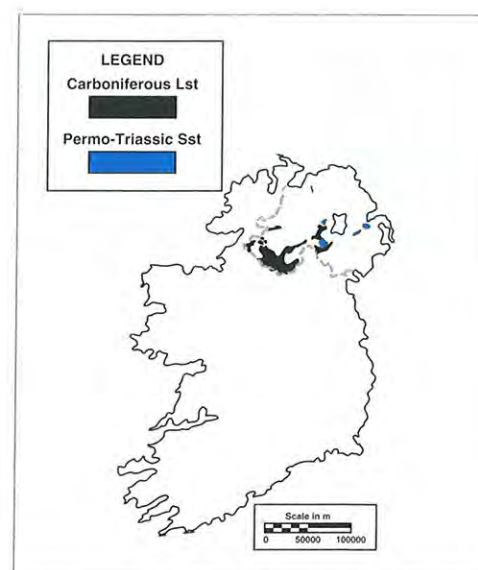 LEGEND
Carboniferous Lst
Permo-Triassic Sst
Scale in m
0 50000 100000